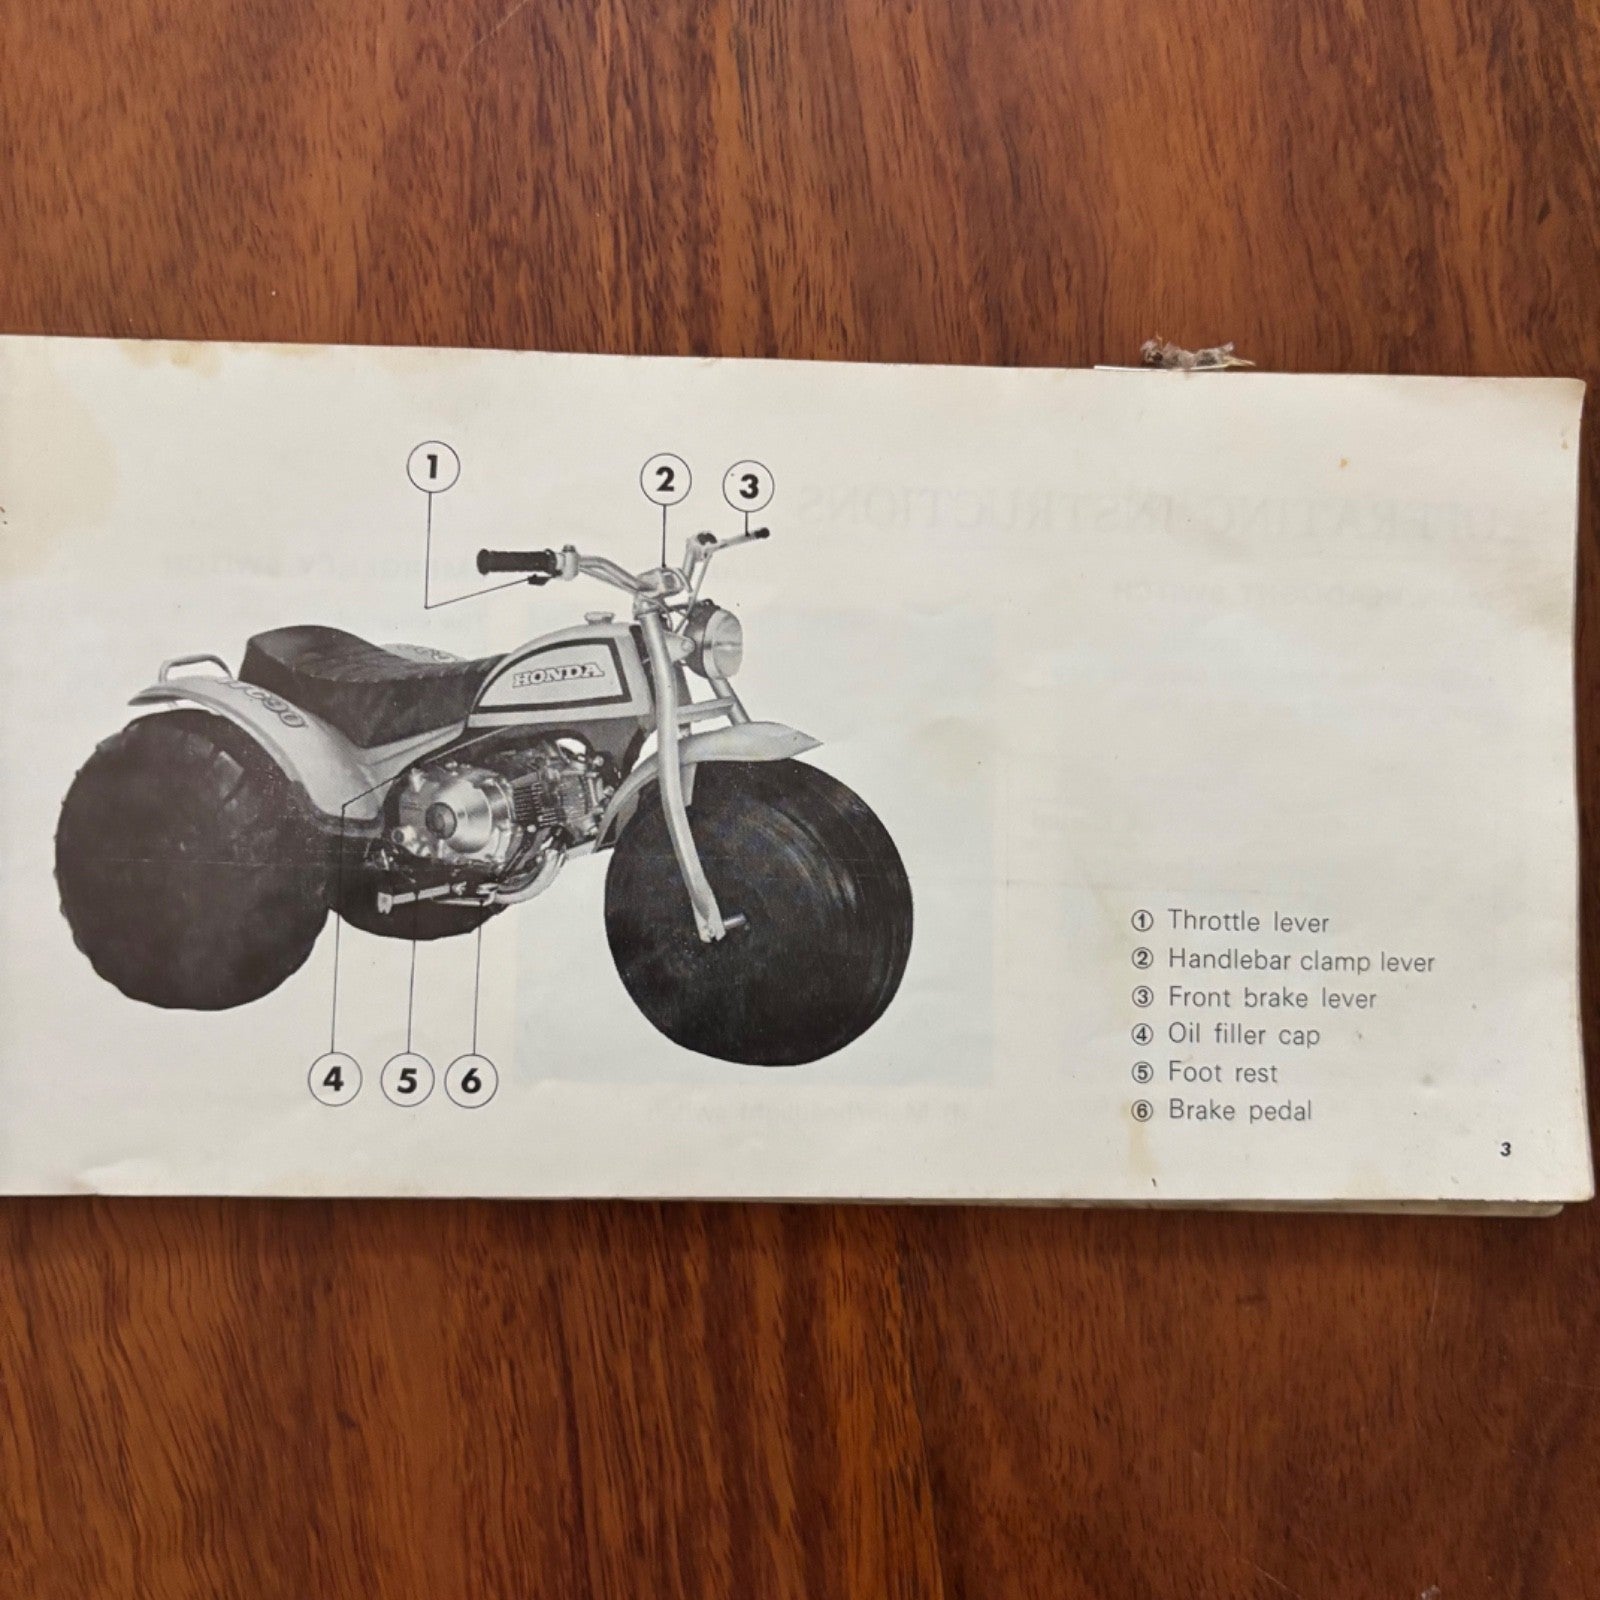 1
2
3
HONDA
4
5
6
① Throttle lever
② Handlebar clamp lever
③ Front brake lever
④ Oil filler cap
⑤ Foot rest
⑥ Brake pedal
3